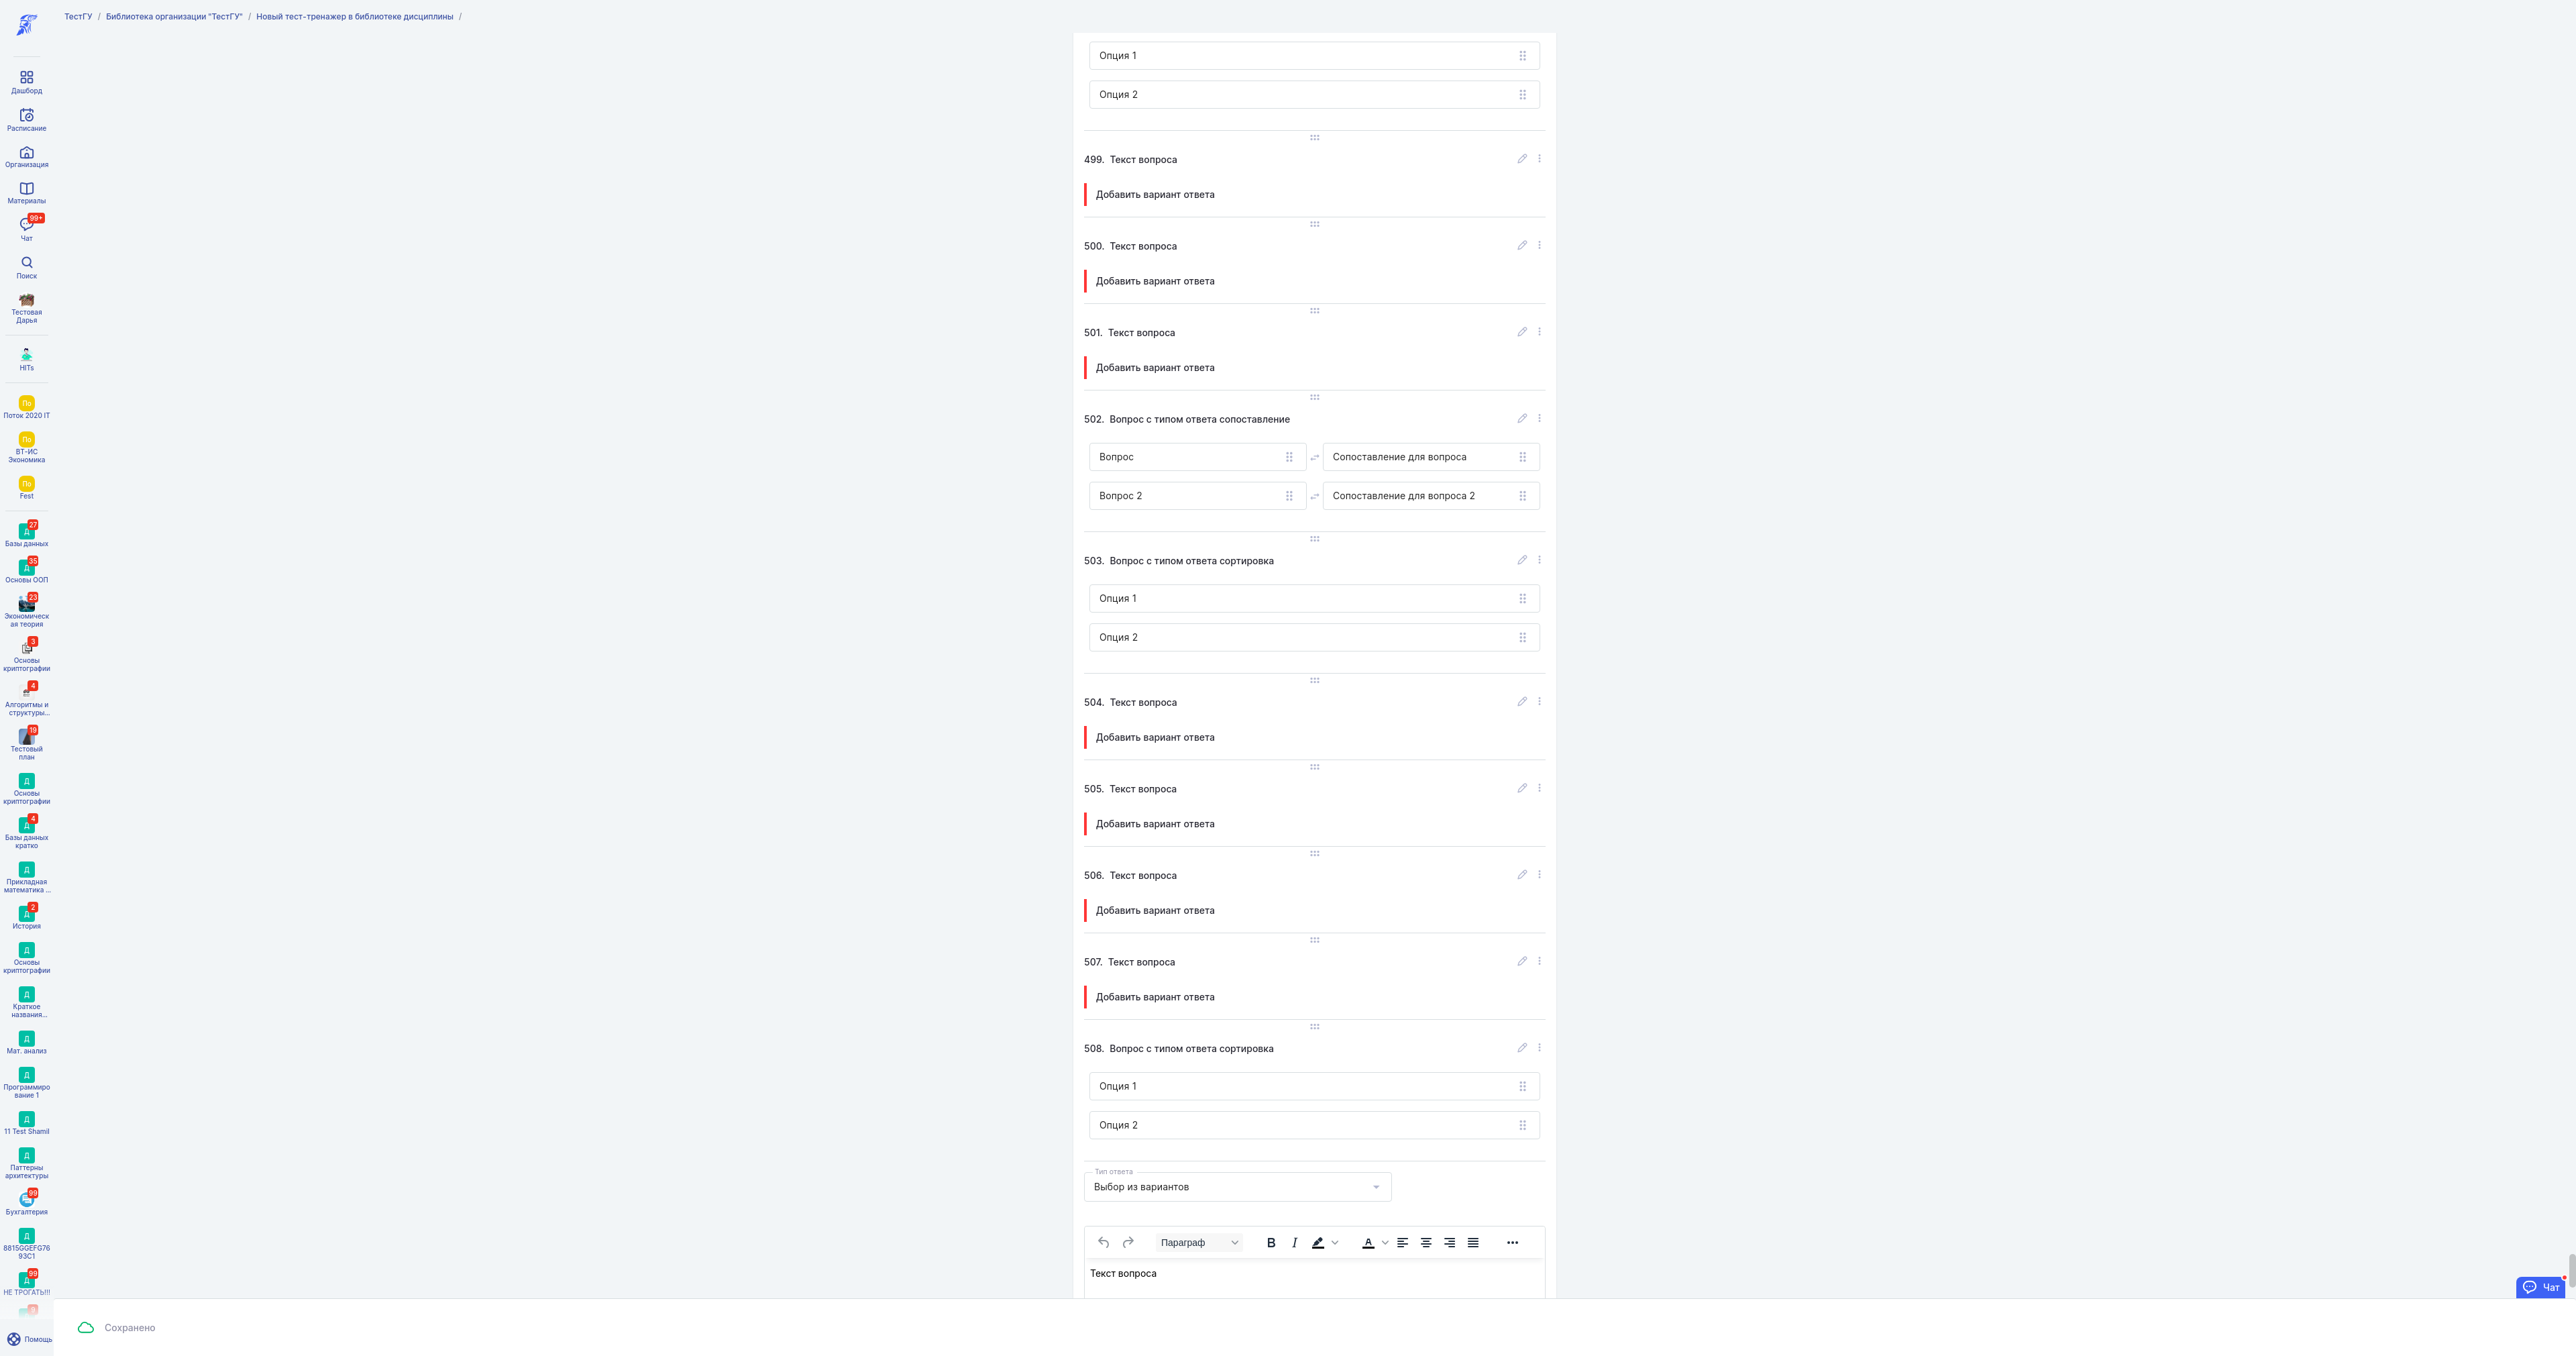 ТестГУ / Библиотека организации "ТестГУ" / Новый тест-тренажер в библиотеке дисциплины /
Дашборд
Расписание
Организация
Материалы
99+
Чат
Поиск
Тестовая
Дарья
HITs
По
Поток 2020 IT
По
ВТ-ИС
Экономика
По
Fest
27
Д
Базы данных
35
Д
Основы ООП
23
Экономическ
ая теория
3
Основы
криптографии
4
Алгоритмы и
структуры...
19
Тестовый
план
Д
Основы
криптографии
4
Д
Базы данных
кратко
Д
Прикладная
математика ...
2
Д
История
Д
Основы
криптографии
Д
Краткое
названия...
Д
Мат. анализ
Д
Программиро
вание 1
Д
11 Test Shamil
Д
Паттерны
архитектуры
99
Бухгалтерия
Д
8815GGEFG76
93C1
99
Д
НЕ ТРОГАТЬ!!!
Помощь
Опция 1
Опция 2
499. Текст вопроса
Добавить вариант ответа
500. Текст вопроса
Добавить вариант ответа
501. Текст вопроса
Добавить вариант ответа
502. Вопрос с типом ответа сопоставление
Вопрос Сопоставление для вопроса
Вопрос 2 Сопоставление для вопроса 2
503. Вопрос с типом ответа сортировка
Опция 1
Опция 2
504. Текст вопроса
Добавить вариант ответа
505. Текст вопроса
Добавить вариант ответа
506. Текст вопроса
Добавить вариант ответа
507. Текст вопроса
Добавить вариант ответа
508. Вопрос с типом ответа сортировка
Опция 1
Опция 2
Тип ответа
Выбор из вариантов
Параграф B I A
Текст вопроса
Чат
Сохранено